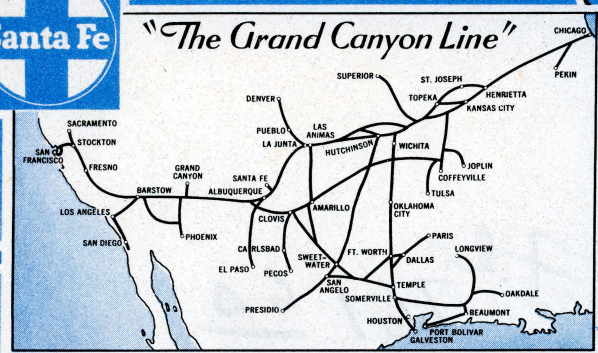 Santa Fe
"The Grand Canyon Line"
CHICAGO
PEKIN
SUPERIOR
ST. JOSEPH
TOPEKA
HENRIETTA
KANSAS CITY
DENVER
PUEBLO
LAS
ANIMAS
LA JUNTA
HUTCHINSON
WICHITA
SACRAMENTO
STOCKTON
SAN
FRANCISCO
FRESNO
GRAND
CANYON
BARSTOW
SANTA FE
ALBUQUERQUE
JOPLIN
COFFEYVILLE
TULSA
LOS ANGELES
SAN DIEGO
PHOENIX
CLOVIS
AMARILLO
OKLAHOMA
CITY
CARLSBAD
EL PASO
PECOS
SWEET-
WATER
FT. WORTH
DALLAS
PARIS
LONGVIEW
SAN
ANGELO
TEMPLE
SOMERVILLE
OAKDALE
PRESIDIO
HOUSTON
BEAUMONT
PORT BOLIVAR
GALVESTON